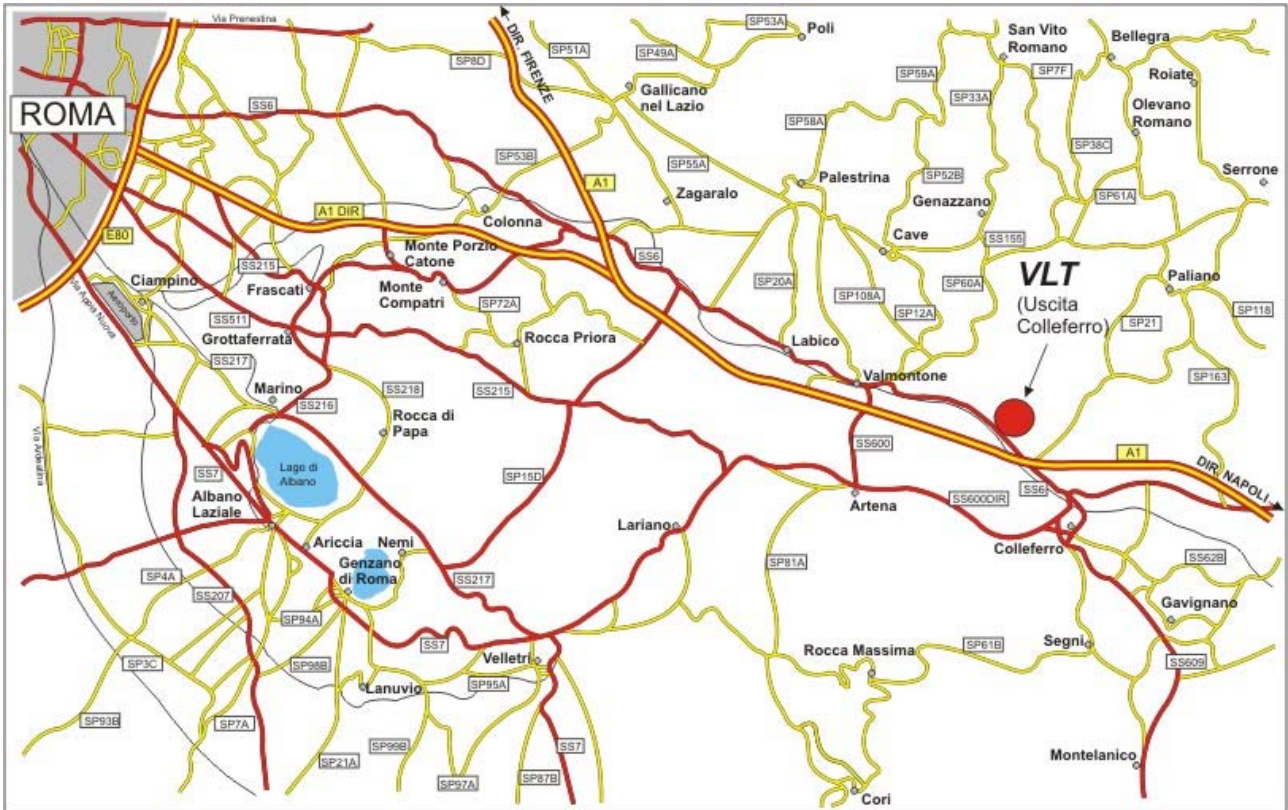 Via Prenestina
DIR. FIRENZE
SP51A
SP53A
Poli
San Vito
Romano
Bellegra
SP49A
SP8D
SP59A
SP7F
Roiate
Gallicano
nel Lazio
SP33A
ROMA
SS6
Olevano
Romano
SP58A
SP38C
SP53B
SP55A
Serrone
A1
Palestrina
SP52B
Zagaralo
SP61A
Genazzano
A1 DIR
Colonna
E80
SS155
Monte Porzio
Catone
Cave
SS6
SS215
VLT
(Uscita
Colleferro)
Ciampino
Aeroporto
Via Appia Nuova
Frascati
Monte
Compatri
SP20A
SP60A
Paliano
SP72A
SP108A
SP118
SS511
SP12A
SP21
Grottaferrata
Rocca Priora
Labico
SS217
SP163
Valmontone
Marino
SS218
SS215
SS216
Rocca di
Papa
Via Ardeatina
SS600
A1
SS7
Lago di
Albano
SP15D
DIR. NAPOLI
Albano
Laziale
SS6
Artena
SS600DIR
Lariano
Colleferro
Ariccia
Nemi
SS62B
Genzano
di Roma
SP81A
SP4A
SS217
SS207
Gavignano
SP94A
SS7
Segni
SP61B
SP3C
SP98B
Velletri
Rocca Massima
SS609
Lanuvio
SP95A
SP93B
SP7A
SP99B
SS7
Montelanico
SP21A
SP97A
SP87B
Cori